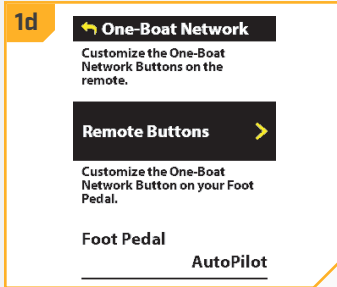 1d
One-Boat Network
Customize the One-Boat
Network Buttons on the
remote.
Remote Buttons
Customize the One-Boat
Network Button on your Foot
Pedal.
Foot Pedal
AutoPilot